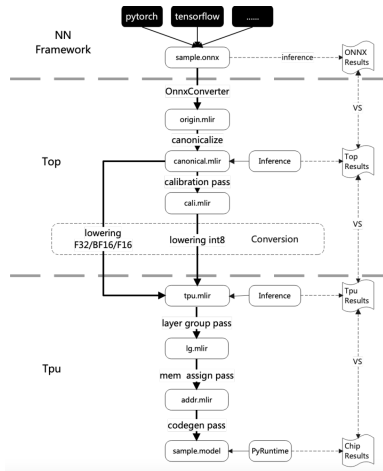 pytorch
tensorflow
......
NN
Framework
sample.onnx
inference
ONNX
Results
OnnxConverter
VS
origin.mlir
canonicalize
Top
canonical.mlir
Inference
Top
Results
calibration pass
cali.mlir
lowering
F32/BF16/F16
lowering int8
Conversion
VS
tpu.mlir
Inference
Tpu
Results
layer group pass
lg.mlir
VS
Tpu
mem assign pass
addr.mlir
codegen pass
sample.model
PyRuntime
Chip
Results